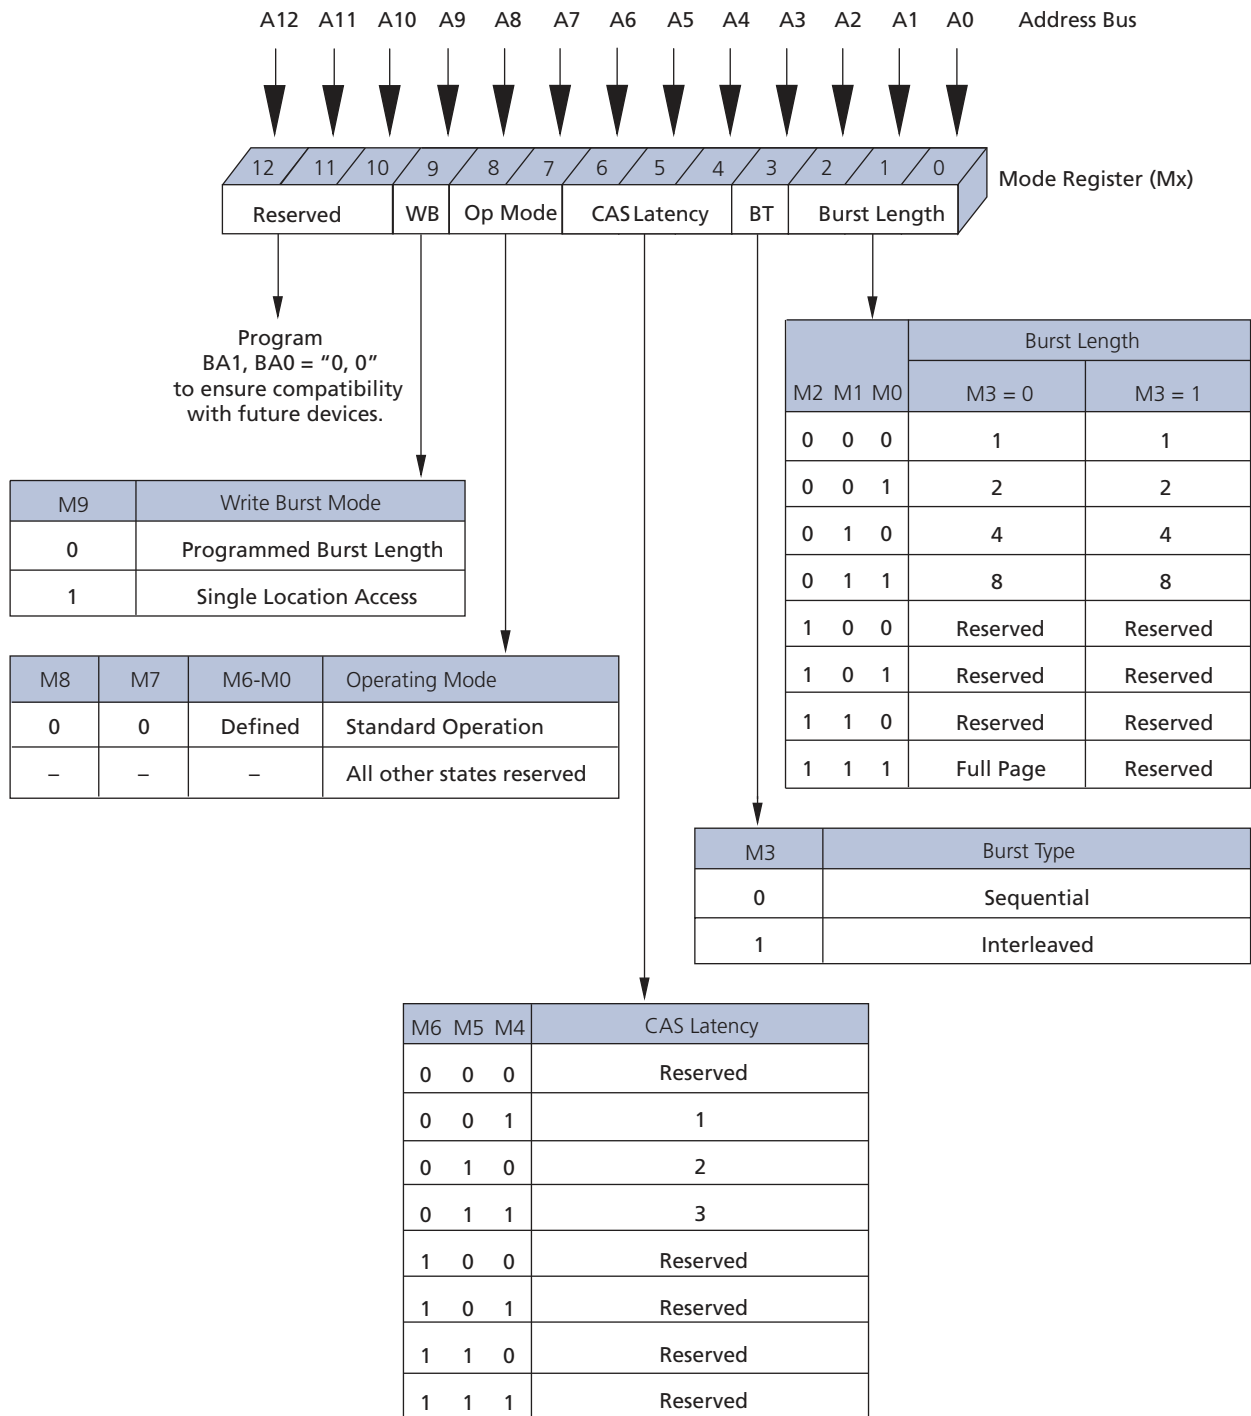 A12 A11 A10 A9 A8 A7 A6 A5 A4 A3 A2 A1 A0 Address Bus
12 11 10 9 8 7 6 5 4 3 2 1 0
Mode Register (Mx)
Reserved WB Op Mode CAS Latency BT Burst Length
Program
BA1, BA0 = “0, 0”
to ensure compatibility
with future devices.
Burst Length
M2 M1 M0 M3 = 0 M3 = 1
0 0 0 1 1
0 0 1 2 2
0 1 0 4 4
0 1 1 8 8
1 0 0 Reserved Reserved
1 0 1 Reserved Reserved
1 1 0 Reserved Reserved
1 1 1 Full Page Reserved
M9 Write Burst Mode
0 Programmed Burst Length
1 Single Location Access
M8 M7 M6-M0 Operating Mode
0 0 Defined Standard Operation
– – – All other states reserved
M3 Burst Type
0 Sequential
1 Interleaved
M6 M5 M4 CAS Latency
0 0 0 Reserved
0 0 1 1
0 1 0 2
0 1 1 3
1 0 0 Reserved
1 0 1 Reserved
1 1 0 Reserved
1 1 1 Reserved